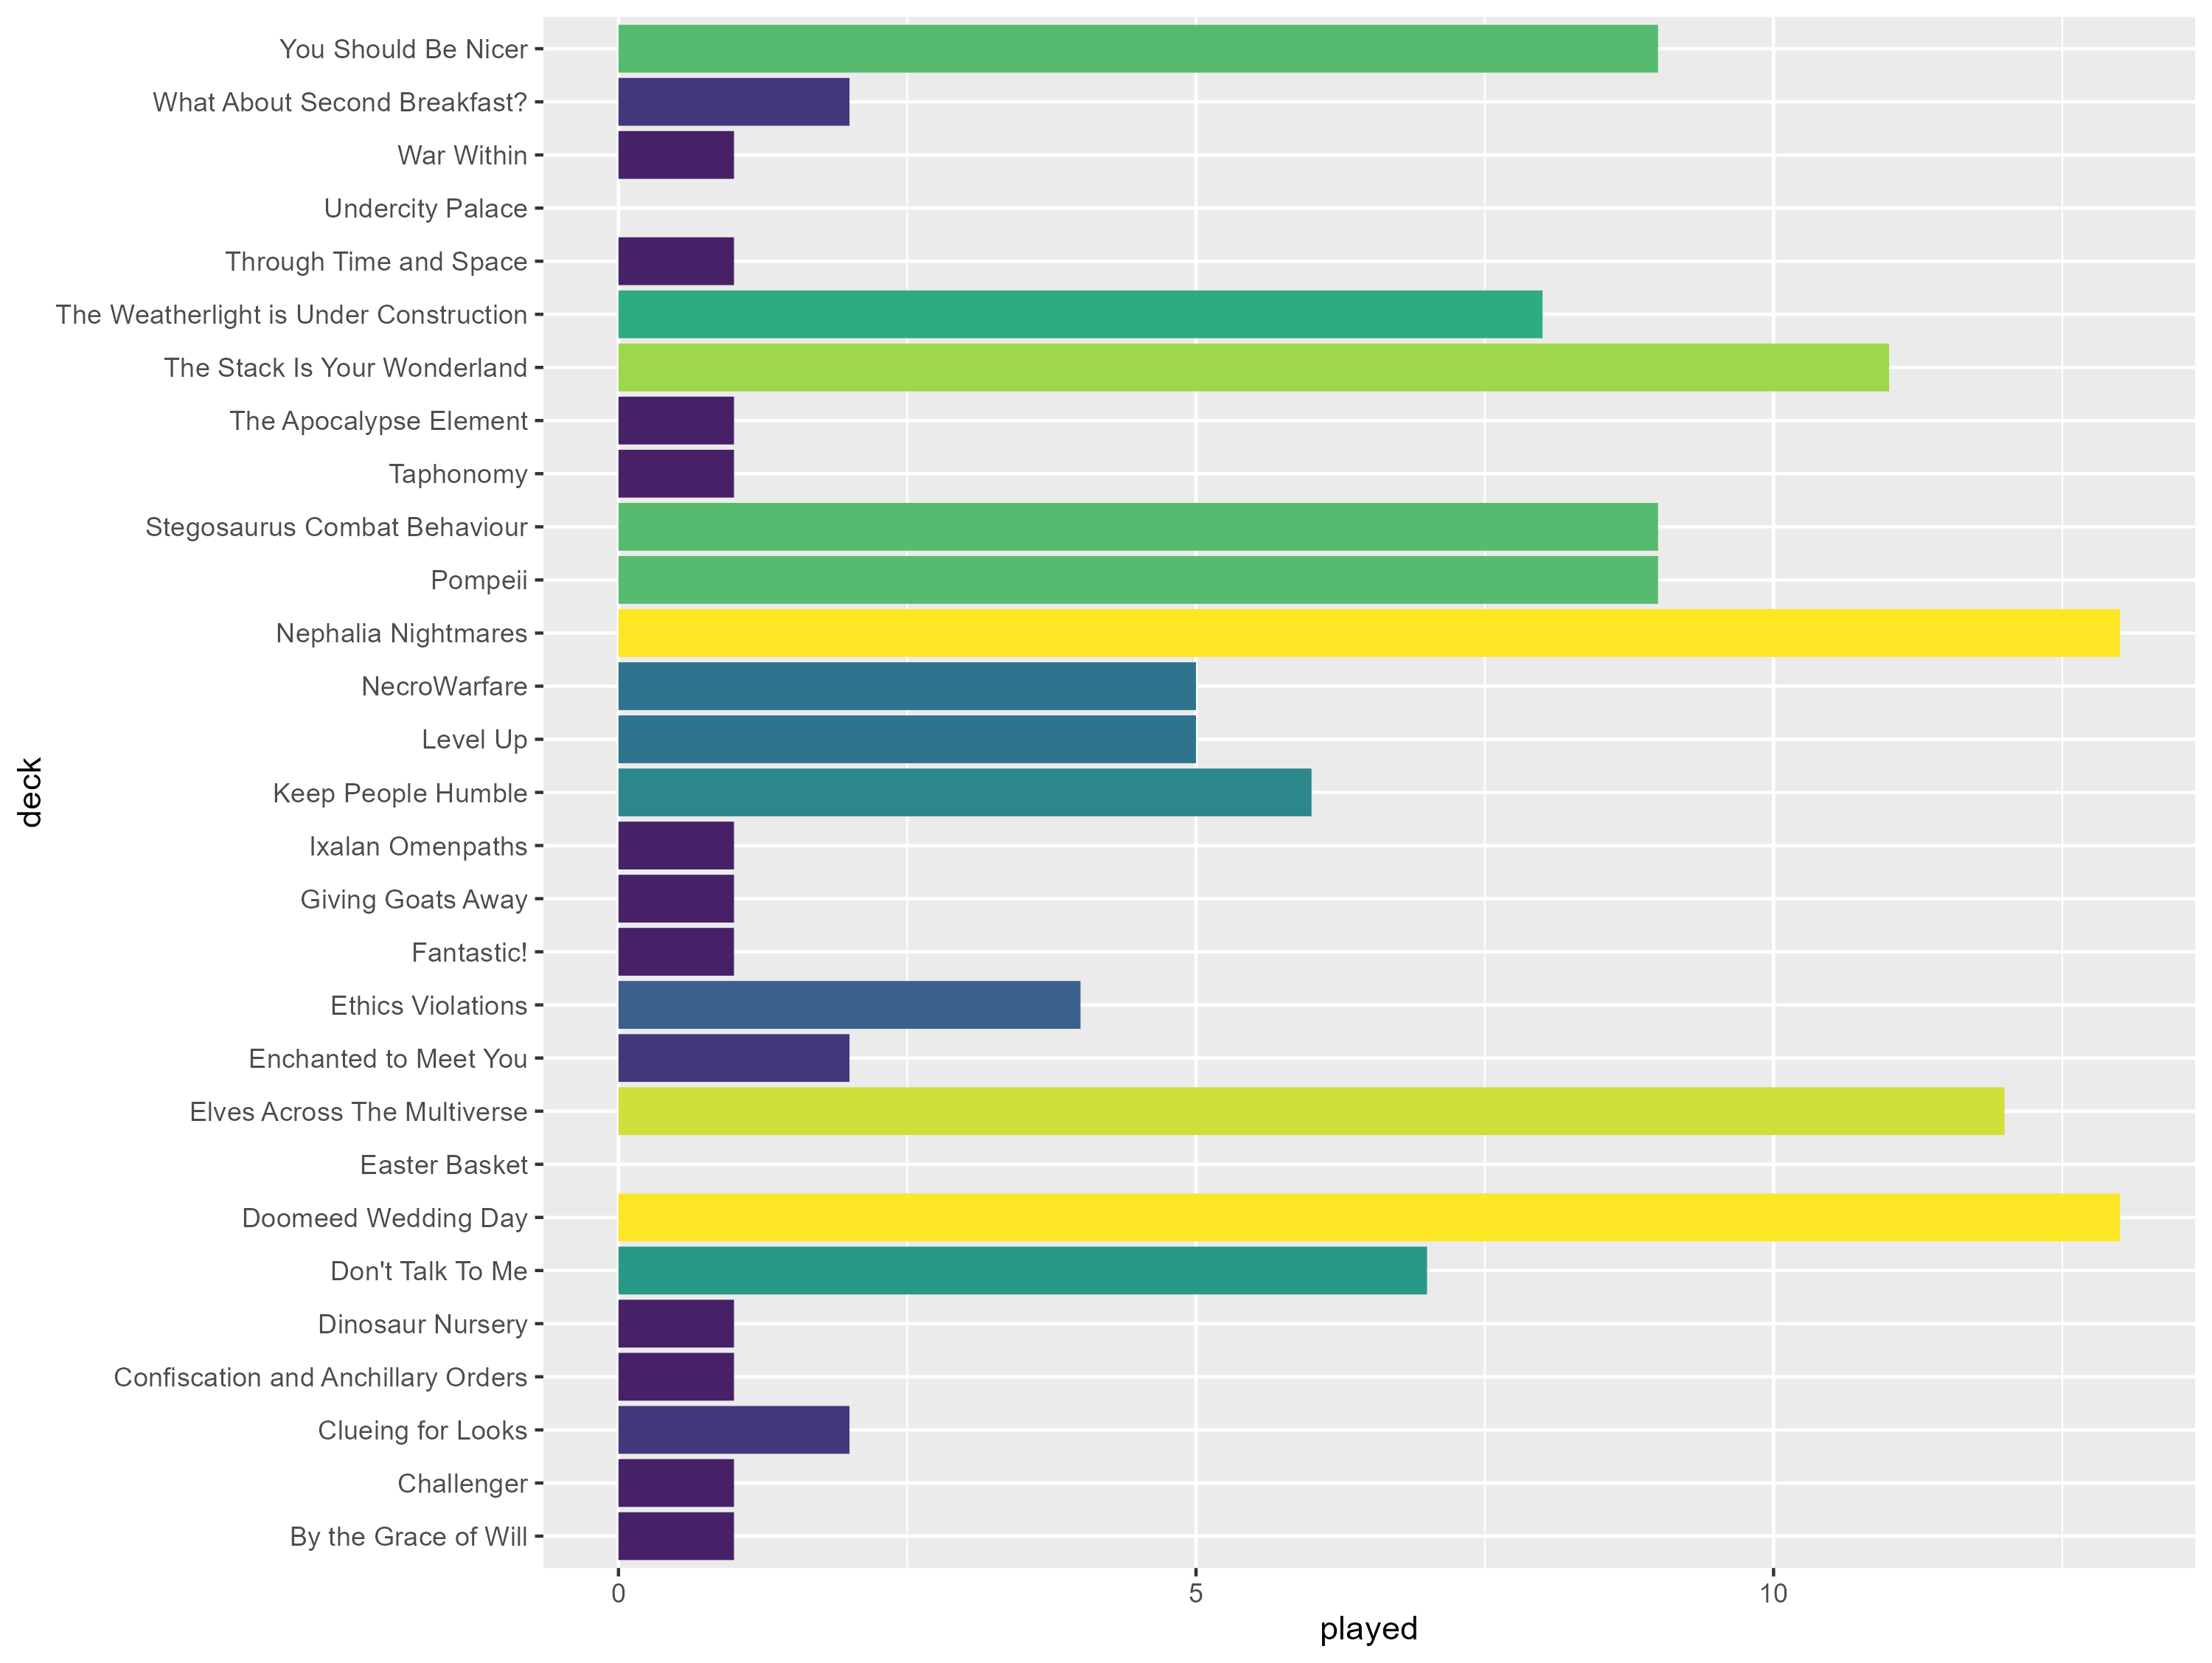 You Should Be Nicer
What About Second Breakfast?
War Within
Undercity Palace
Through Time and Space
The Weatherlight is Under Construction
The Stack Is Your Wonderland
The Apocalypse Element
Taphonomy
Stegosaurus Combat Behaviour
Pompeii
Nephalia Nightmares
NecroWarfare
Level Up
Keep People Humble
Ixalan Omenpaths
Giving Goats Away
Fantastic!
Ethics Violations
Enchanted to Meet You
Elves Across The Multiverse
Easter Basket
Doomeed Wedding Day
Don't Talk To Me
Dinosaur Nursery
Confiscation and Anchillary Orders
Clueing for Looks
Challenger
By the Grace of Will
deck
0 5 10
played